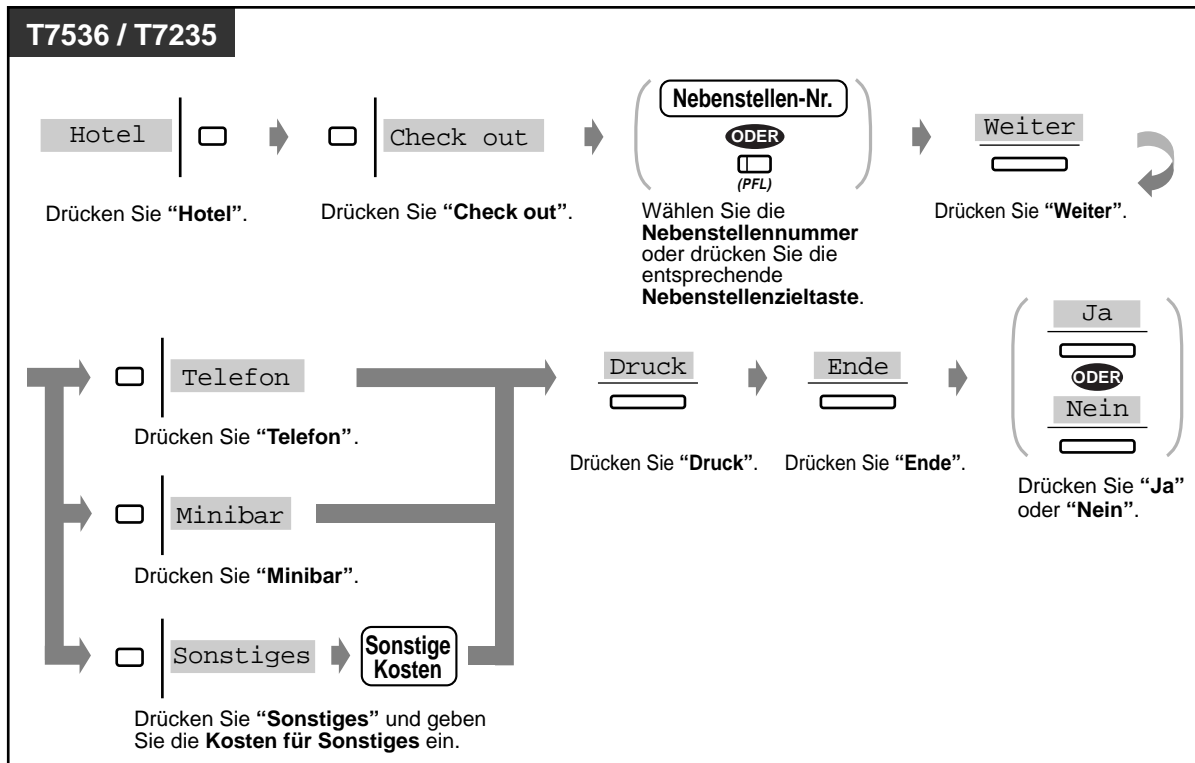 T7536 / T7235
Hotel
Check out
Nebenstellen-Nr.
ODER
(PFL)
Weiter
Drücken Sie “Hotel”.
Drücken Sie “Check out”.
Wählen Sie die
Nebenstellennummer
oder drücken Sie die
entsprechende
Nebenstellenzieltaste.
Drücken Sie “Weiter”.
Telefon
Drücken Sie “Telefon”.
Minibar
Drücken Sie “Minibar”.
Sonstiges
Sonstige
Kosten
Drücken Sie “Sonstiges” und geben
Sie die Kosten für Sonstiges ein.
Druck
Drücken Sie “Druck”.
Ende
Drücken Sie “Ende”.
Ja
ODER
Nein
Drücken Sie “Ja”
oder “Nein”.